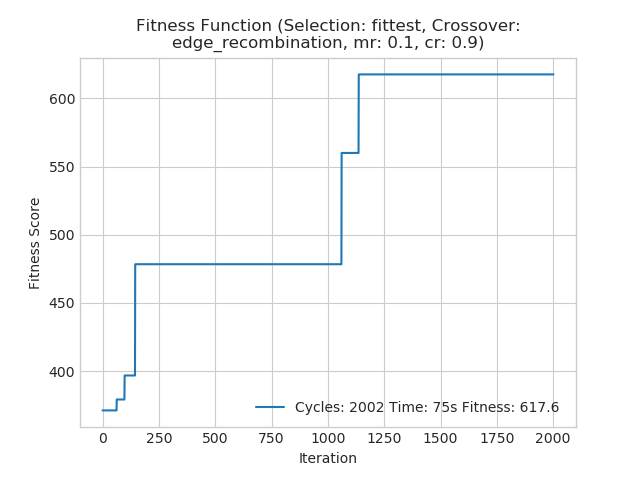 Fitness Function (Selection: fittest, Crossover:
edge_recombination, mr: 0.1, cr: 0.9)
600
550
500
450
400
Fitness Score
Cycles: 2002 Time: 75s Fitness: 617.6
0 250 500 750 1000 1250 1500 1750 2000
Iteration